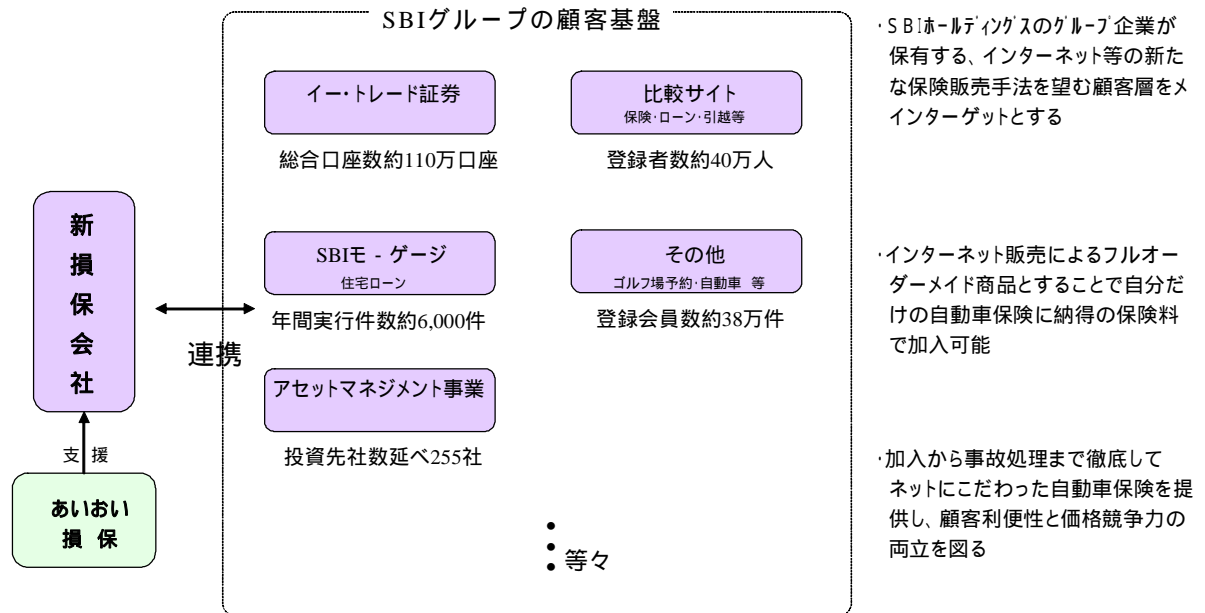 SBIグループの顧客基盤
イー・トレード証券
総合口座数約110万口座
比較サイト
保険・ローン・引越等
登録者数約40万人
SBIモ - ゲージ
住宅ローン
年間実行件数約6,000件
その他
ゴルフ場予約・自動車 等
登録会員数約38万件
アセットマネジメント事業
投資先社数延べ255社
等々
新
損
保
会
社
連携
支 援
あいおい
損 保
・ＳＢＩﾎｰﾙﾃﾞｨﾝｸﾞｽのｸﾞﾙｰﾌﾟ企業が
保有する、インターネット等の新た
な保険販売手法を望む顧客層をメ
インターゲットとする
・インターネット販売によるフルオー
ダーメイド商品とすることで自分だ
けの自動車保険に納得の保険料
で加入可能
・加入から事故処理まで徹底して
ネットにこだわった自動車保険を提
供し、顧客利便性と価格競争力の
両立を図る